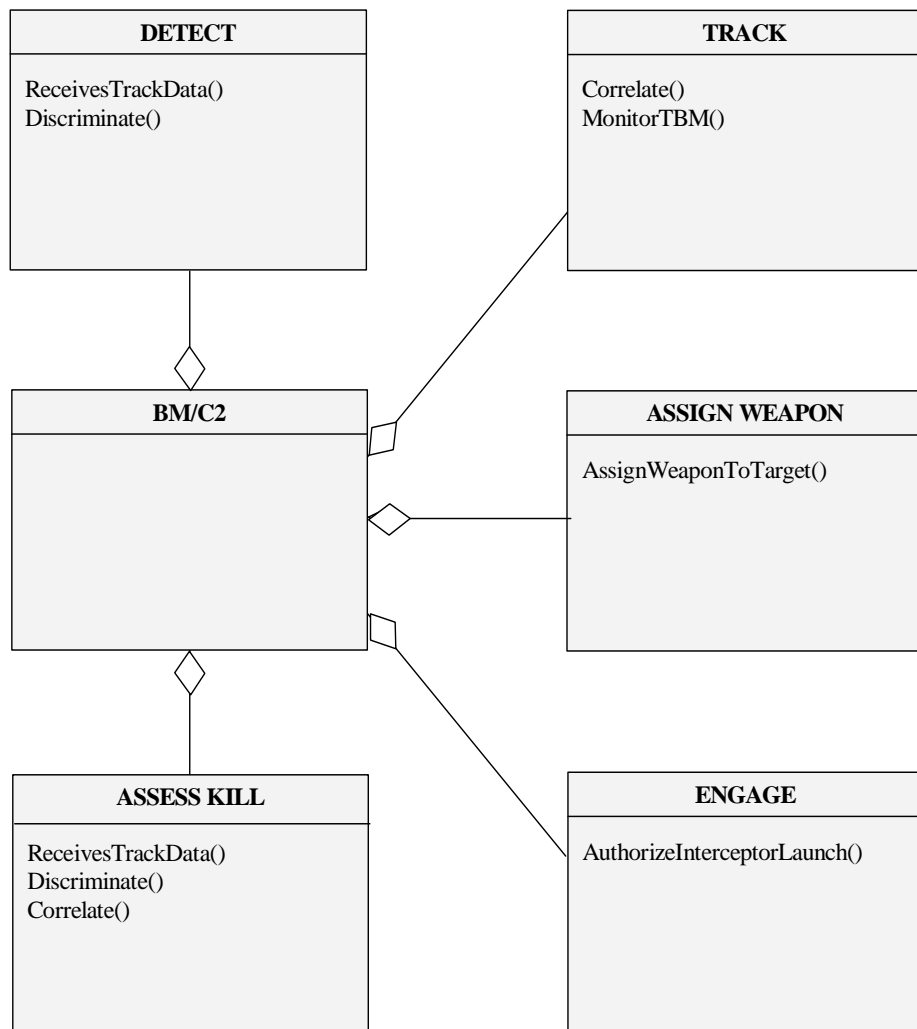 DETECT
ReceivesTrackData()
Discriminate()
TRACK
Correlate()
MonitorTBM()
BM/C2
ASSIGN WEAPON
AssignWeaponToTarget()
ASSESS KILL
ReceivesTrackData()
Discriminate()
Correlate()
ENGAGE
AuthorizeInterceptorLaunch()